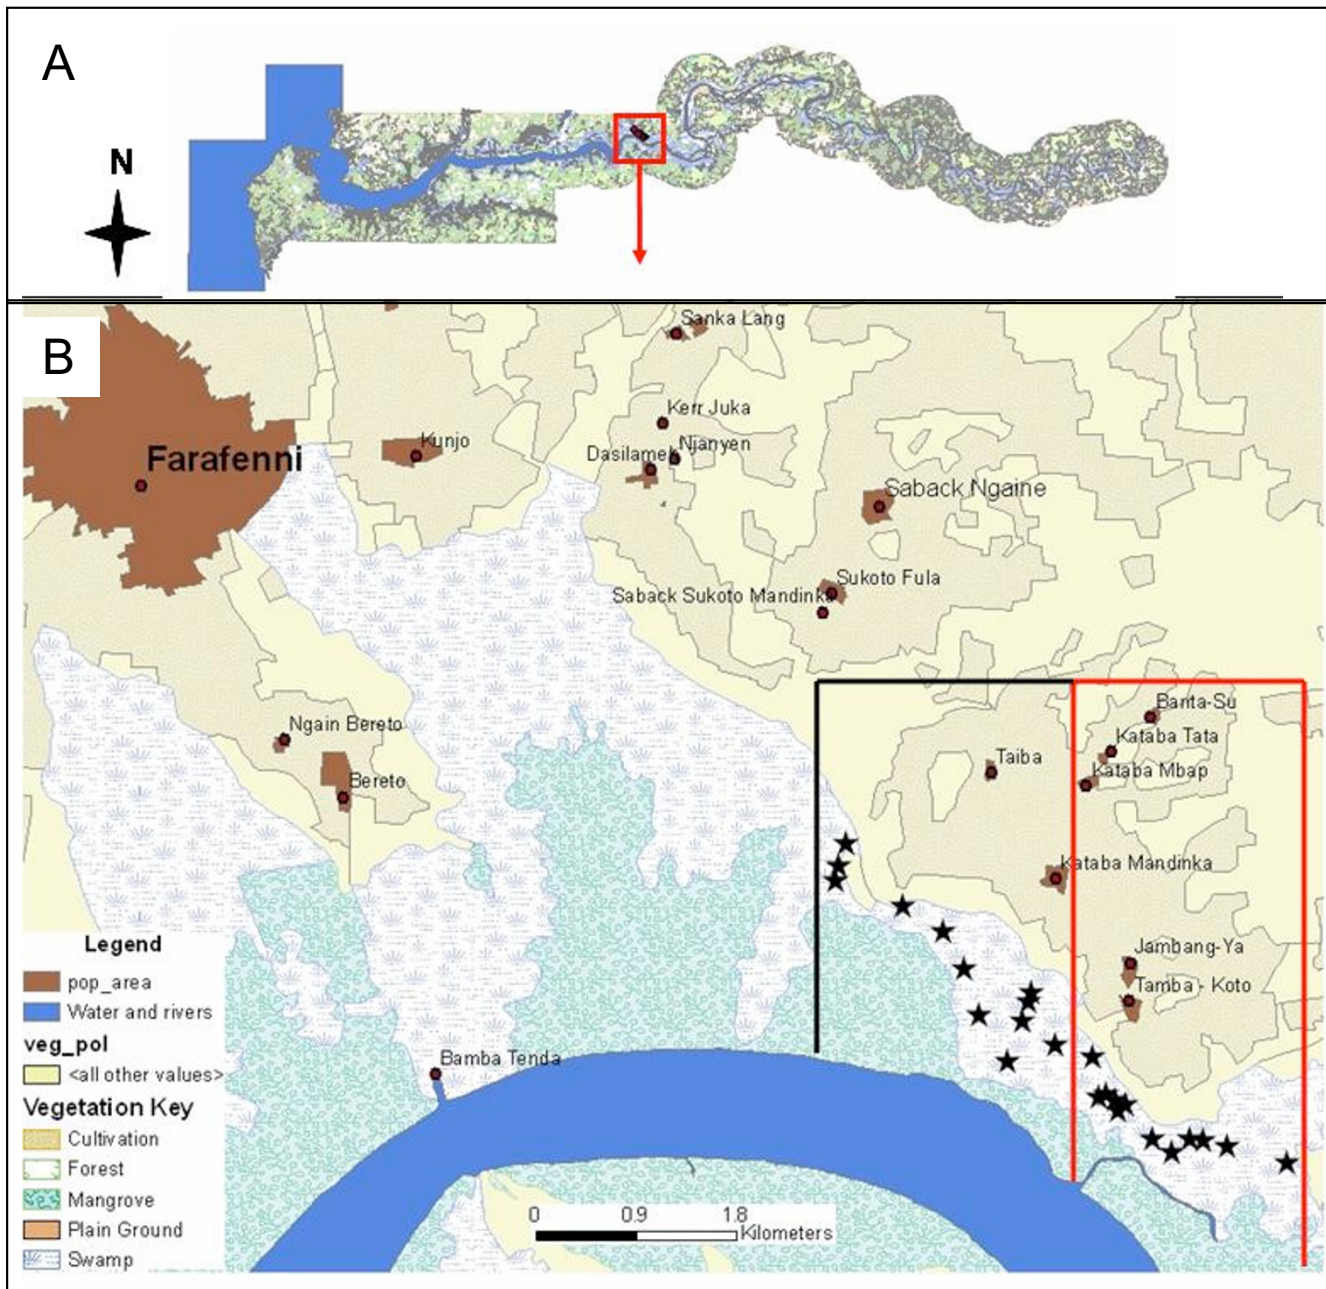 A
N
B
Sanka Lang
Kerr Juka
Kunjo
Dasilamek
Njanyen
Farafenni
Saback Ngaine
Sukoto Fula
Saback Sukoto Mandinka
Banta-Su
Ngain Bereto
Kataba Tata
Taiba
Kataba Mbap
Bereto
Kataba Mandinka
Jambang-Ya
Tamba - Koto
Bamba Tenda
Legend
pop_area
Water and rivers
veg_pol
<all other values>
Vegetation Key
Cultivation
Forest
Mangrove
Plain Ground
Swamp
0 0.9 1.8
Kilometers